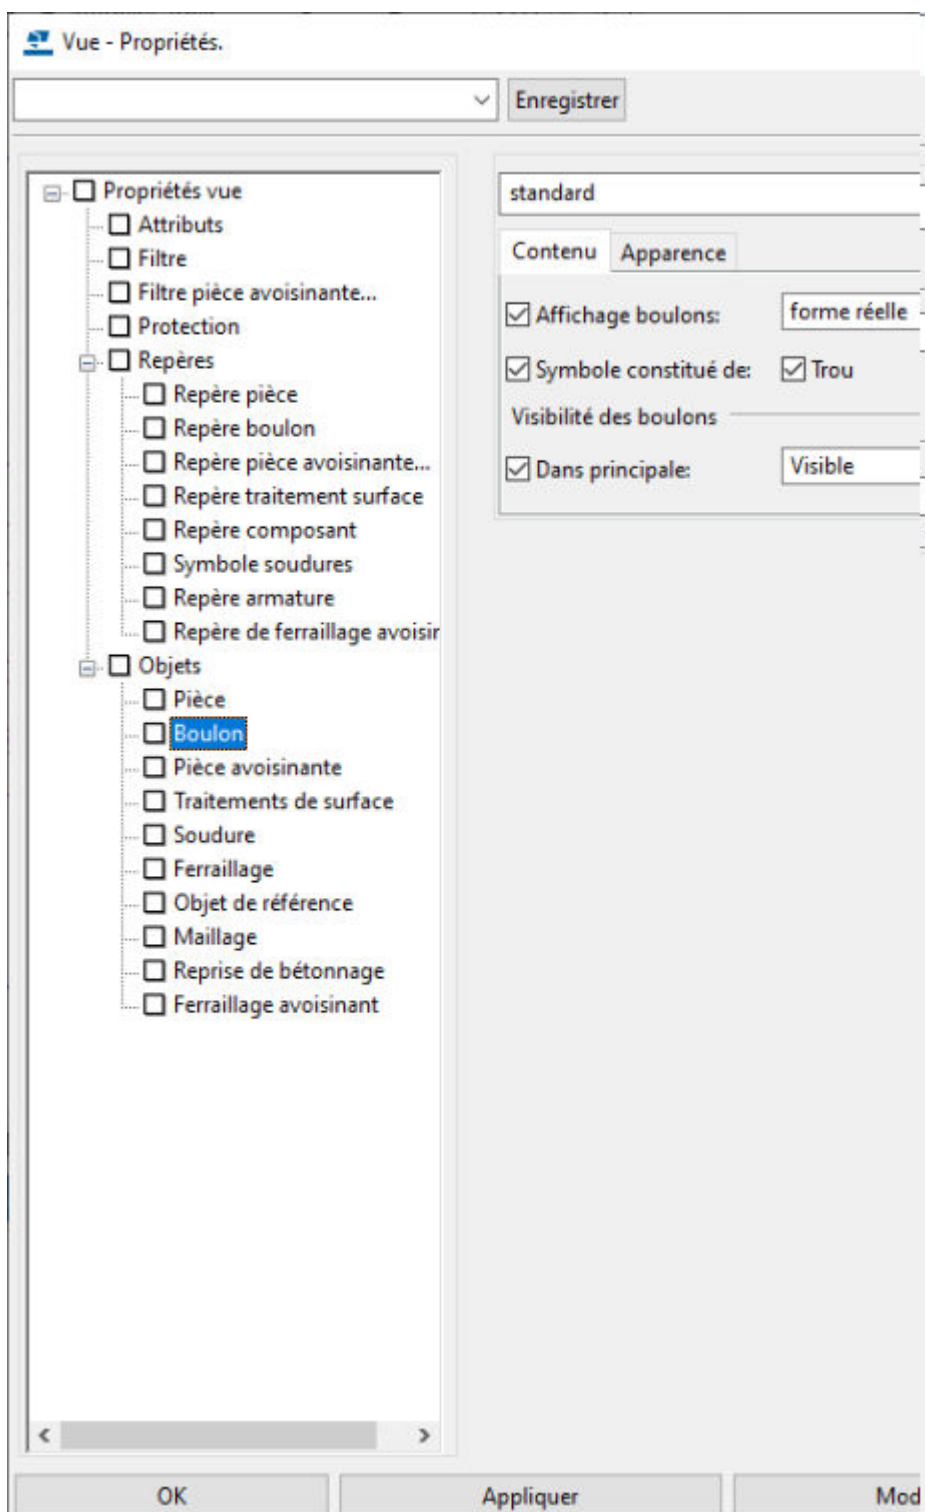 Vue - Propriétés.
Enregistrer
Propriétés vue
Attributs
Filtre
Filtre pièce avoisinante...
Protection
Repères
Repère pièce
Repère boulon
Repère pièce avoisinante...
Repère traitement surface
Repère composant
Symbole soudures
Repère armature
Repère de ferraillage avoisir
Objets
Pièce
Boulon
Pièce avoisinante
Traitements de surface
Soudure
Ferraillage
Objet de référence
Maillage
Reprise de bétonnage
Ferraillage avoisinant
standard
Contenu Apparence
Affichage boulons: forme réelle
Symbole constitué de: Trou
Visibilité des boulons
Dans principale: Visible
OK Appliquer Mod